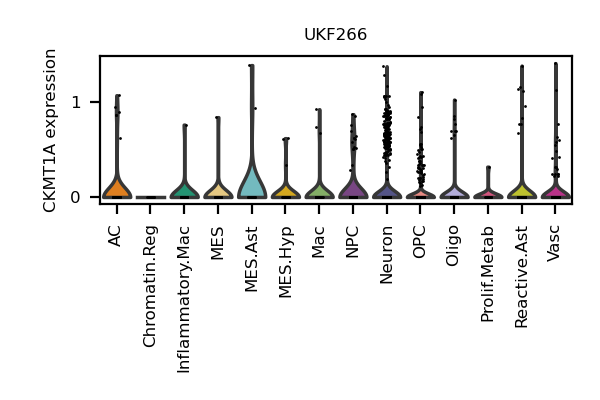 UKF266
CKMT1A expression
1
0
AC
Chromatin.Reg
Inflammatory.Mac
MES
MES.Ast
MES.Hyp
Mac
NPC
Neuron
OPC
Oligo
Prolif.Metab
Reactive.Ast
Vasc